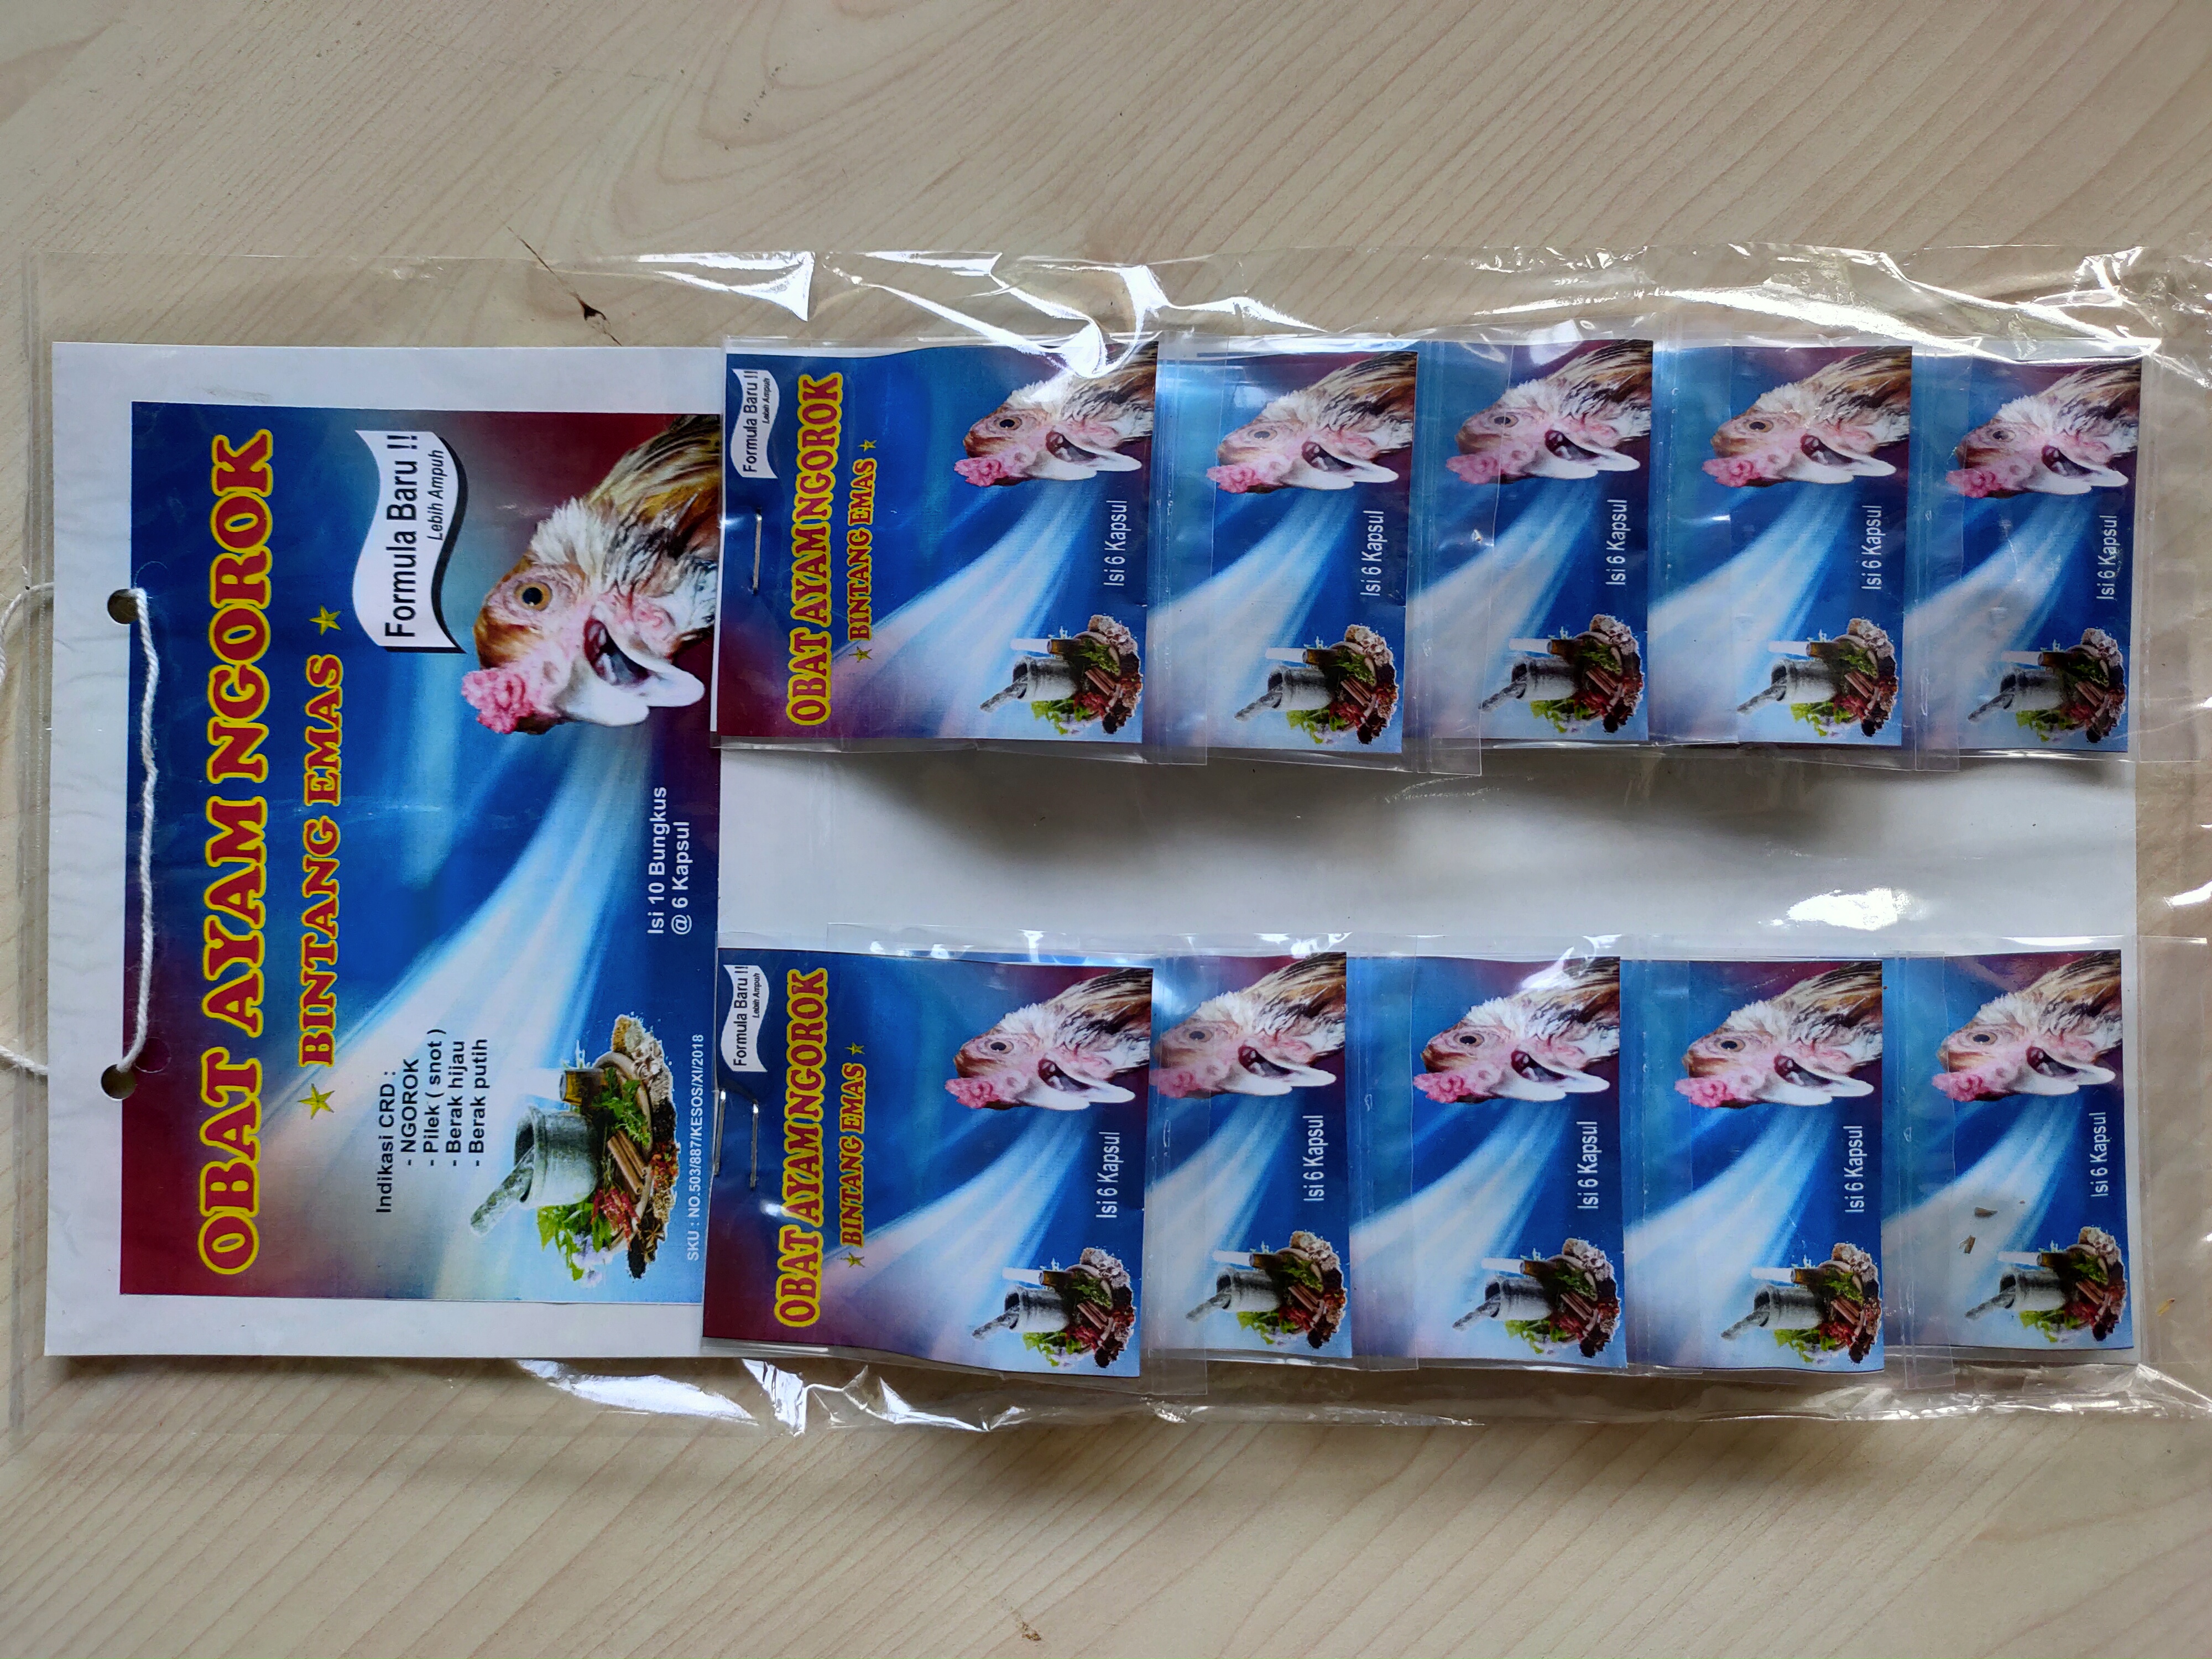 OBAT AYAM NGOROK
BINTANG EMAS
Indikasi CRD :
- NGOROK
- Pilek ( snot )
- Berak hijau
- Berak putih
Formula Baru !!
Lebih Ampuh
Isi 10 Bungkus
@ 6 Kapsul
SKU : NO.503/887/KESOS/XI/2018
Formula Baru !!
Lebih Ampuh
OBAT AYAM NGOROK
BINTANG EMAS
Isi 6 Kapsul
Formula Baru !!
Lebih Ampuh
OBAT AYAM NGOROK
BINTANG EMAS
Isi 6 Kapsul
Isi 6 Kapsul
Isi 6 Kapsul
Isi 6 Kapsul
Isi 6 Kapsul
Isi 6 Kapsul
Isi 6 Kapsul
Isi 6 Kapsul
Isi 6 Kapsul